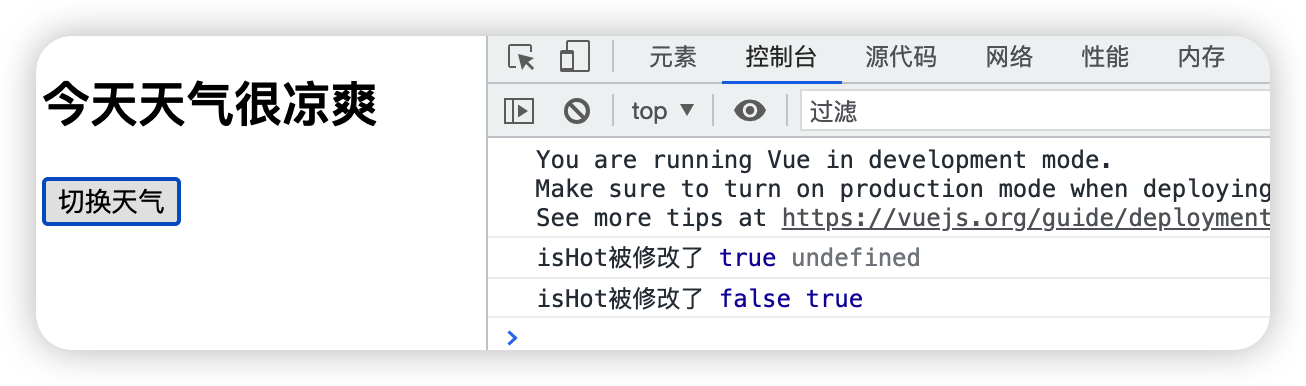 今天天气很凉爽
切换天气
元素 控制台 源代码 网络 性能 内存
top ▼ 过滤
You are running Vue in development mode.
Make sure to turn on production mode when deploying
See more tips at https://vuejs.org/guide/deployment
isHot被修改了 true undefined
isHot被修改了 false true
>